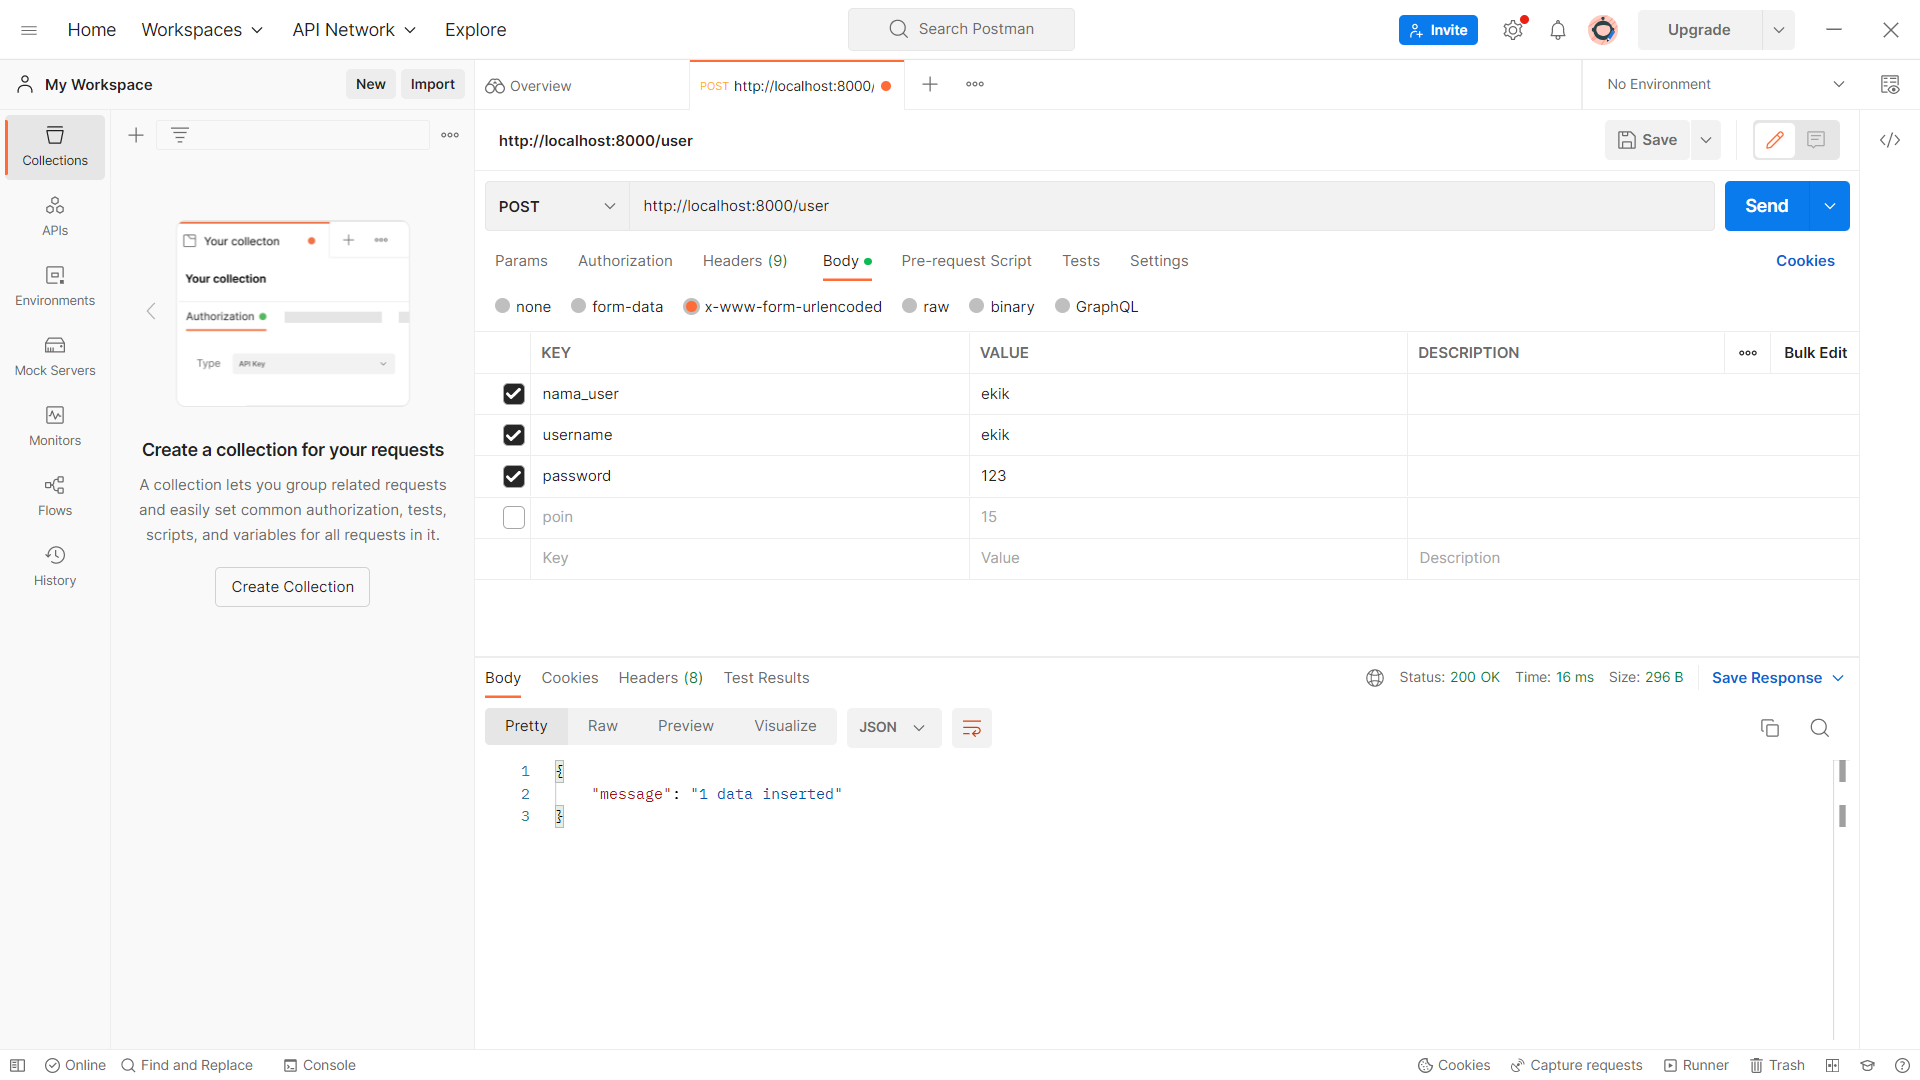 Home Workspaces API Network Explore Search Postman Invite Upgrade
My Workspace New Import Overview POST http://localhost:8000/ No Environment
Collections
APIs
Environments
Mock Servers
Monitors
Flows
History
Your collecton
Your collection
Authorization
Type API Key
Create a collection for your requests
A collection lets you group related requests
and easily set common authorization, tests,
scripts, and variables for all requests in it.
Create Collection
http://localhost:8000/user Save
POST http://localhost:8000/user Send
Params Authorization Headers (9) Body Pre-request Script Tests Settings Cookies
none form-data x-www-form-urlencoded raw binary GraphQL
KEY VALUE DESCRIPTION Bulk Edit
nama_user ekik
username ekik
password 123
poin 15
Key Value Description
Body Cookies Headers (8) Test Results Status: 200 OK Time: 16 ms Size: 296 B Save Response
Pretty Raw Preview Visualize JSON
1 {
2 "message": "1 data inserted"
3 }
Online Find and Replace Console Cookies Capture requests Runner Trash